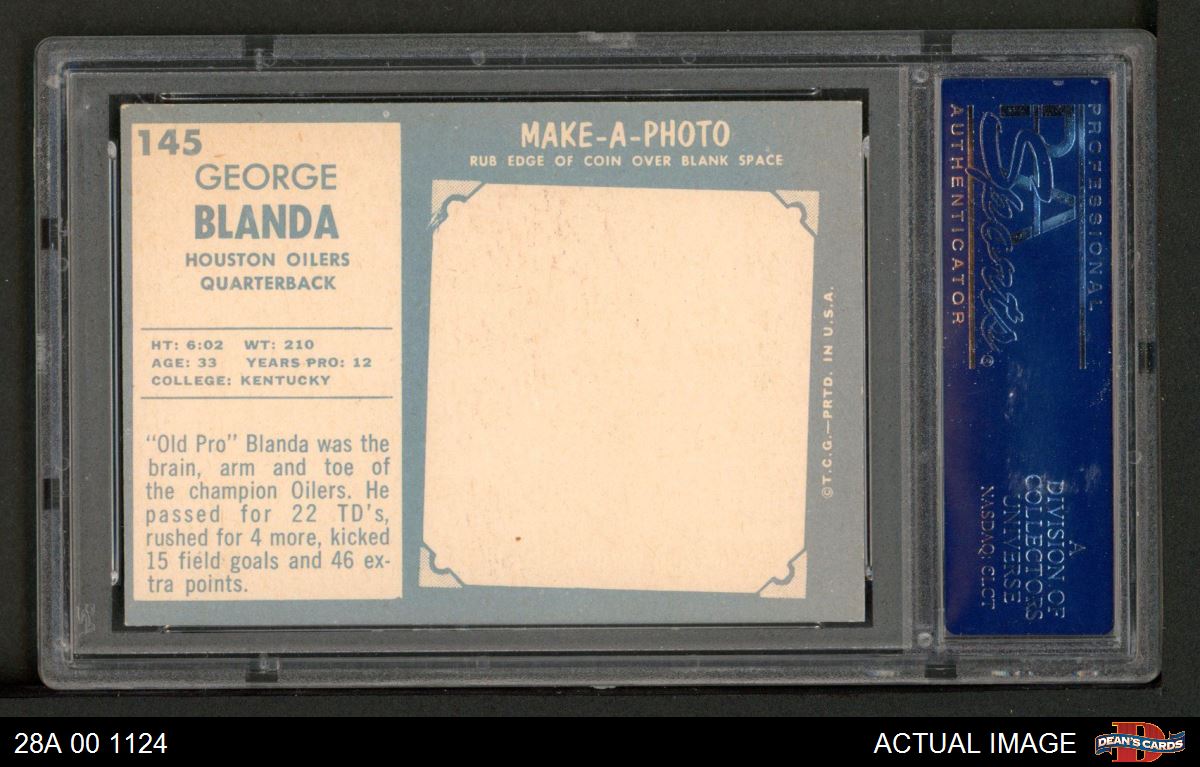 145
GEORGE
BLANDA
HOUSTON OILERS
QUARTERBACK
HT: 6:02 WT: 210
AGE: 33 YEARS PRO: 12
COLLEGE: KENTUCKY
"Old Pro" Blanda was the
brain, arm and toe of
the champion Oilers. He
passed for 22 TD's,
rushed for 4 more, kicked
15 field goals and 46 ex-
tra points.
MAKE-A-PHOTO
RUB EDGE OF COIN OVER BLANK SPACE
©T.C.G.—PRTD. IN U.S.A.
PROFESSIONAL
PSA
Sports
AUTHENTICATOR
®
A
DIVISION OF
COLLECTORS
UNIVERSE
NASDAQ: CLCT
28A 00 1124
ACTUAL IMAGE
D
DEAN'S CARDS